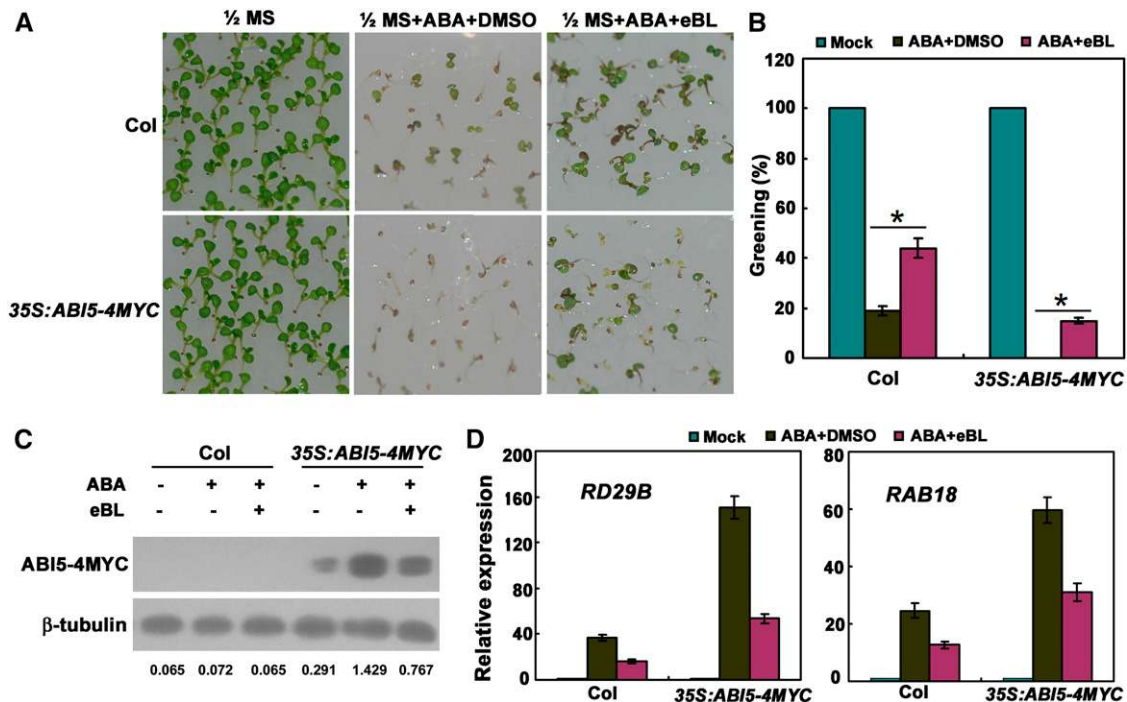 A
½ MS
½ MS+ABA+DMSO
½ MS+ABA+eBL
Col
35S:ABI5-4MYC
B
Mock ABA+DMSO ABA+eBL
Greening (%)
120
100
80
60
40
20
0
*
*
Col 35S:ABI5-4MYC
C
Col 35S:ABI5-4MYC
ABA - + + - + +
eBL - - + - - +
ABI5-4MYC
β-tubulin
0.065 0.072 0.065 0.291 1.429 0.767
D
Mock ABA+DMSO ABA+eBL
Relative expression
200
160
120
80
40
0
RD29B
Col 35S:ABI5-4MYC
80
60
40
20
0
RAB18
Col 35S:ABI5-4MYC